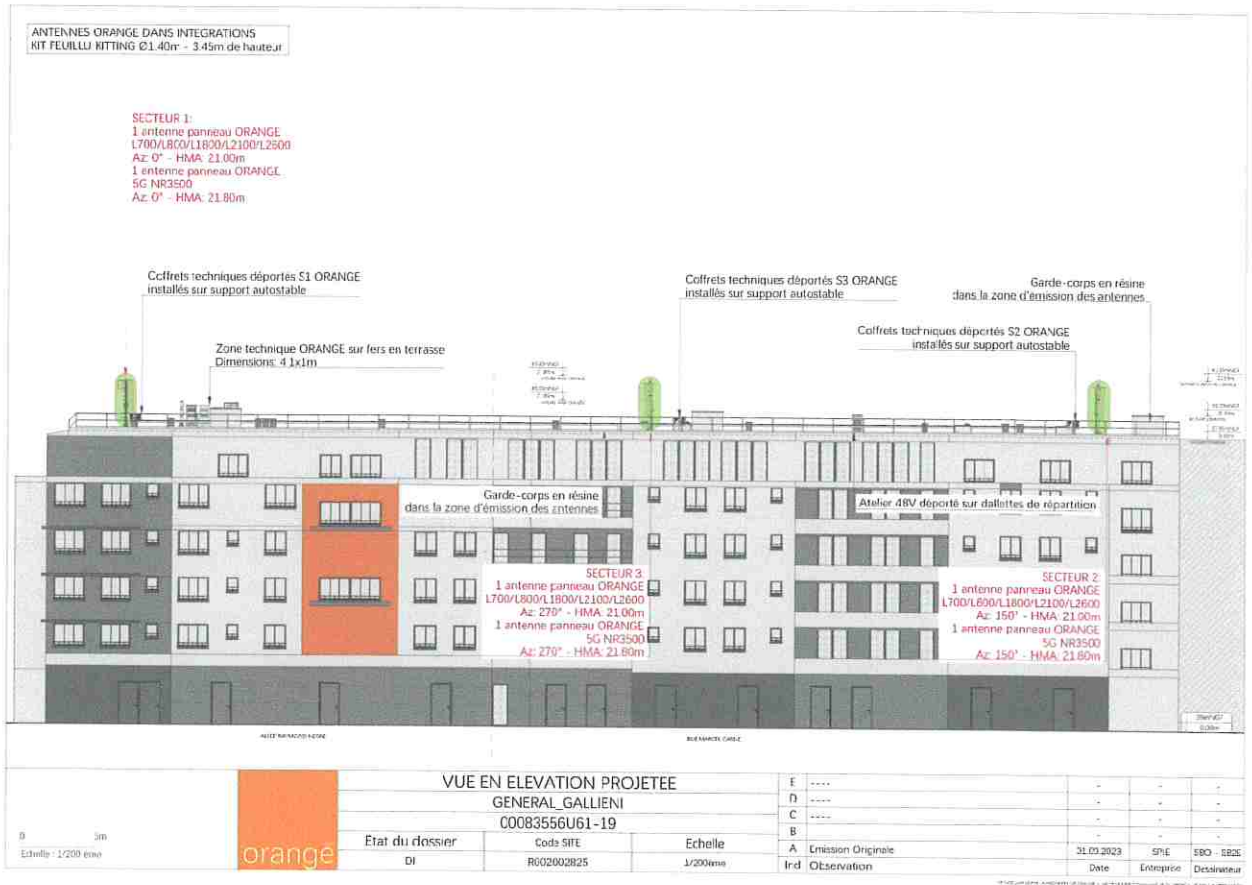 ANTENNES ORANGE DANS INTEGRATIONS
KIT FEUILLU KITTING Ø1.40m - 3.45m de hauteur
SECTEUR 1:
1 antenne panneau ORANGE
L700/L800/L1800/L2100/L2600
Az: 0° - HMA: 21.00m
1 antenne panneau ORANGE
5G NR3500
Az: 0° - HMA: 21.80m
Coffrets techniques déportés S1 ORANGE
installés sur support autostable
Coffrets techniques déportés S3 ORANGE
installés sur support autostable
Garde-corps en résine
dans la zone d'émission des antennes
Coffrets techniques déportés S2 ORANGE
installés sur support autostable
Zone technique ORANGE sur fers en terrasse
Dimensions: 4.1x1m
Garde-corps en résine
dans la zone d'émission des antennes
Atelier 48V déporté sur dallettes de répartition
SECTEUR 3:
1 antenne panneau ORANGE
L700/L800/L1800/L2100/L2600
Az: 270° - HMA: 21.00m
1 antenne panneau ORANGE
5G NR3500
Az: 270° - HMA: 21.80m
SECTEUR 2:
1 antenne panneau ORANGE
L700/L800/L1800/L2100/L2600
Az: 150° - HMA: 21.00m
1 antenne panneau ORANGE
5G NR3500
Az: 150° - HMA: 21.80m
0.00m
RUE MARCEL
VUE EN ELEVATION PROJETEE
GENERAL_GALLIENI
00083556U61-19
Etat du dossier
Code SITE
Echelle
DI
R602002825
1/200ème
0 5m
Echelle : 1/200 ème
orange
E ----
D ----
C ----
B
A Emission Originale 31.03.2023 SPIE
Ind Observation Date Entreprise Dessinateur